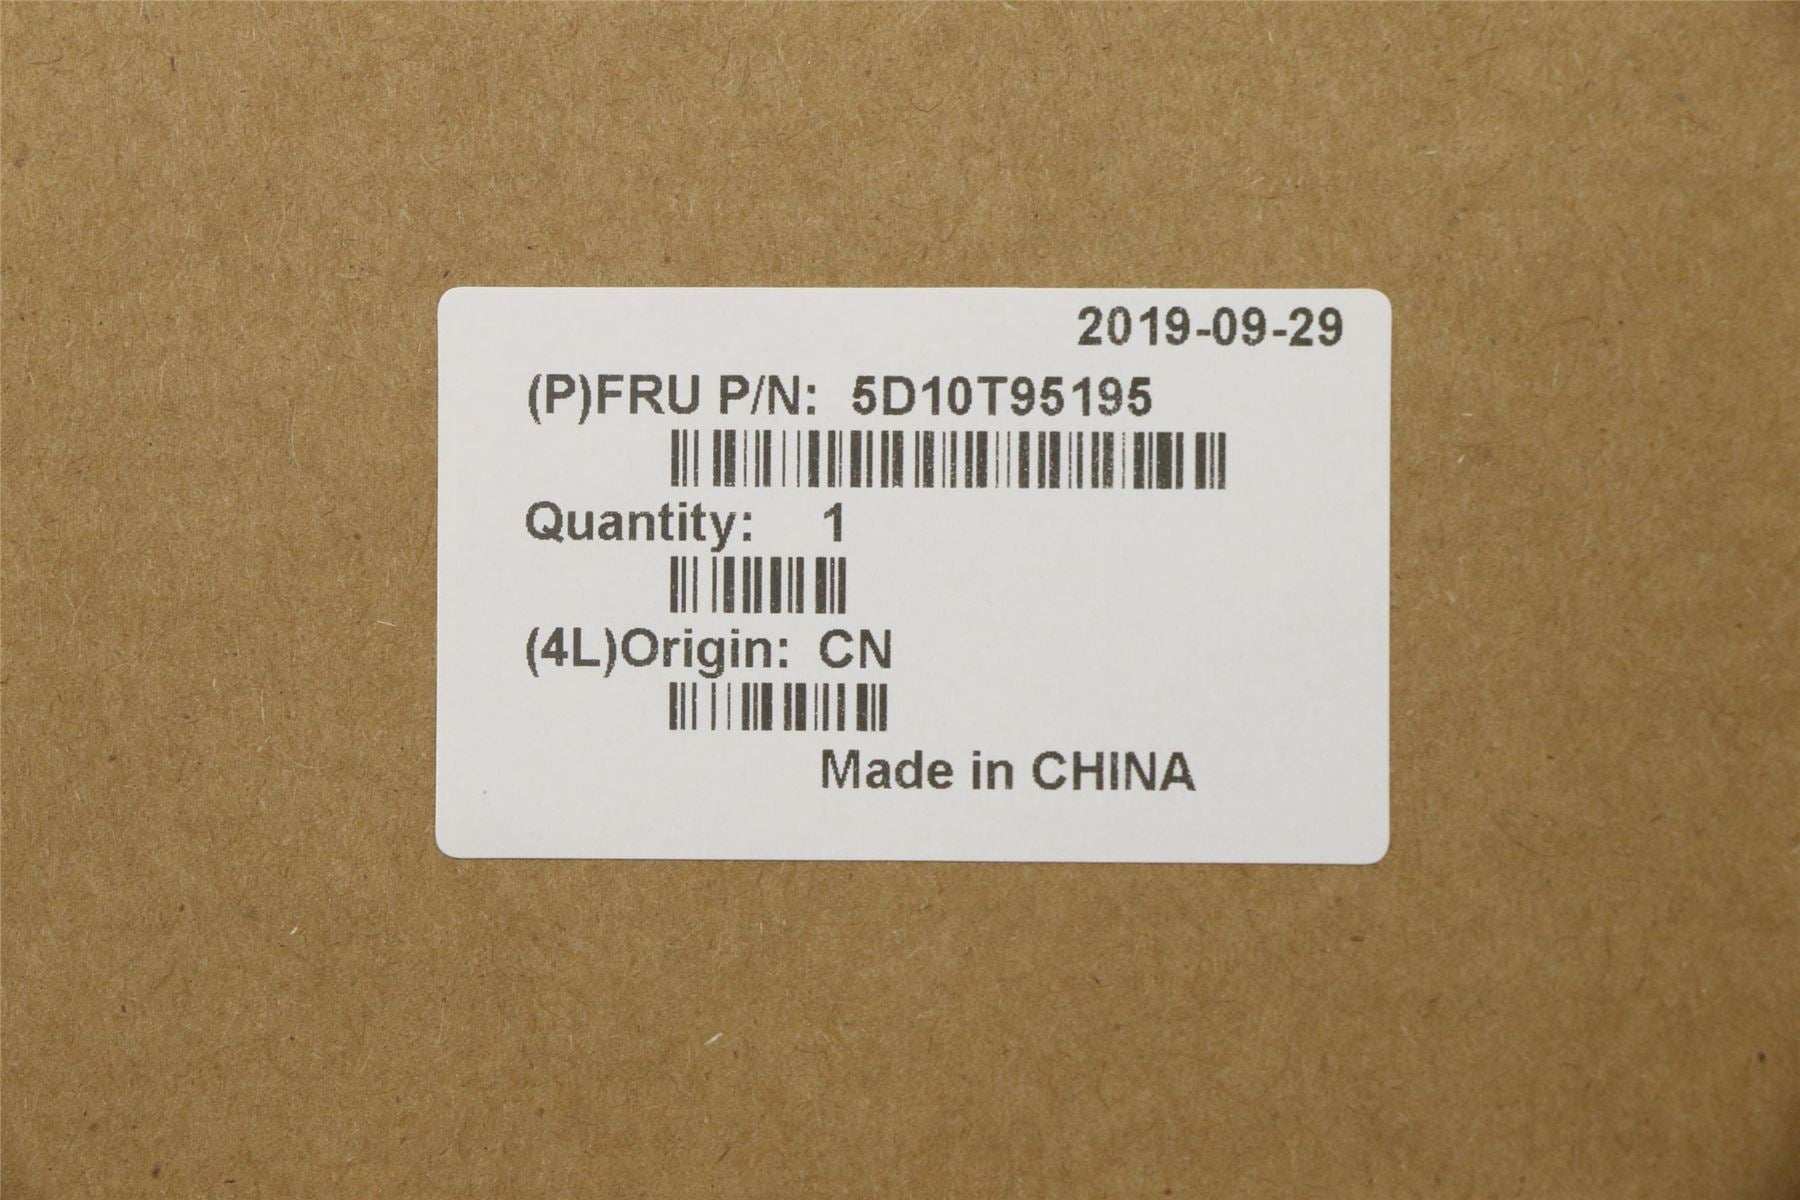 2019-09-29
(P)FRU P/N: 5D10T95195
Quantity: 1
(4L)Origin: CN
Made in CHINA